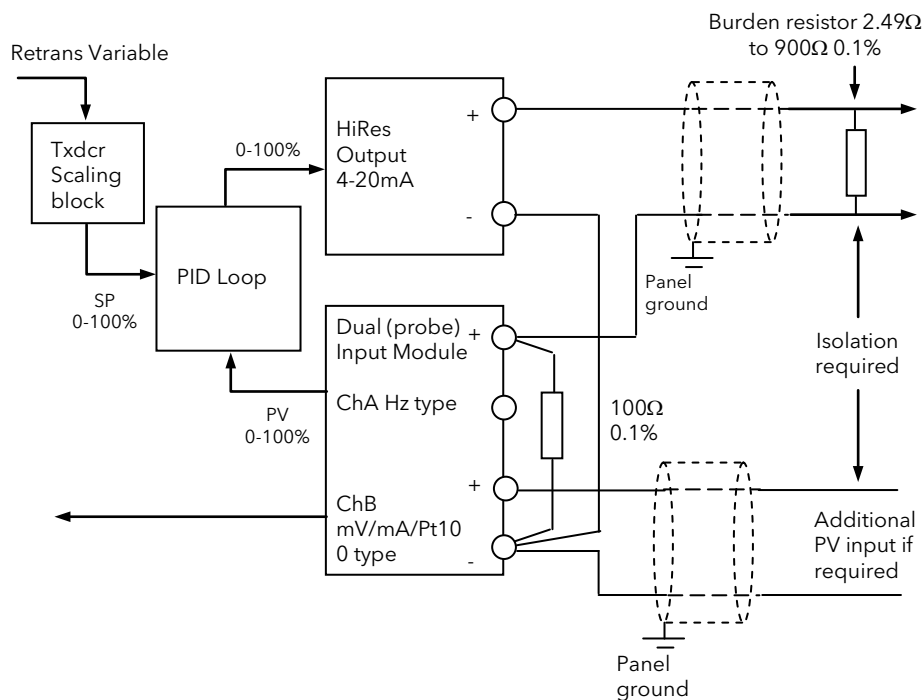 Burden resistor 2.49Ω
to 900Ω 0.1%
Retrans Variable
Txdcr
Scaling
block
0-100%
HiRes
Output
4-20mA
+
-
PID Loop
SP
0-100%
Panel
ground
Dual (probe)
Input Module
+
ChA Hz type
PV
0-100%
100Ω
0.1%
Isolation
required
ChB
mV/mA/Pt10
0 type
+
-
Additional
PV input if
required
Panel
ground